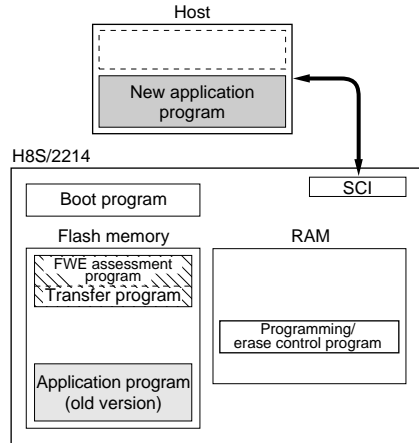 Host
New application
program
H8S/2214
SCI
Boot program
Flash memory
RAM
FWE assessment
program
Transfer program
Programming/
erase control program
Application program
(old version)